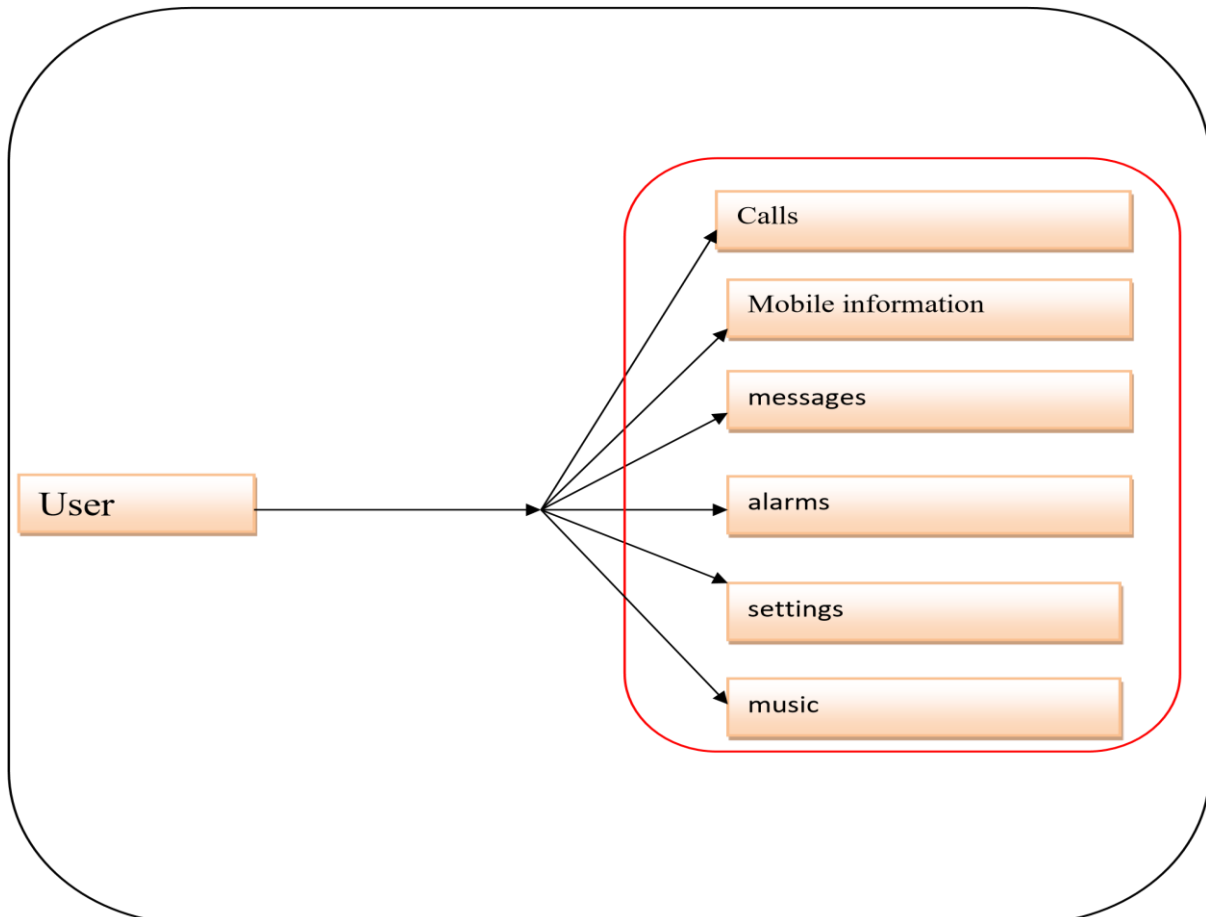 Calls
Mobile information
messages
User
alarms
settings
music